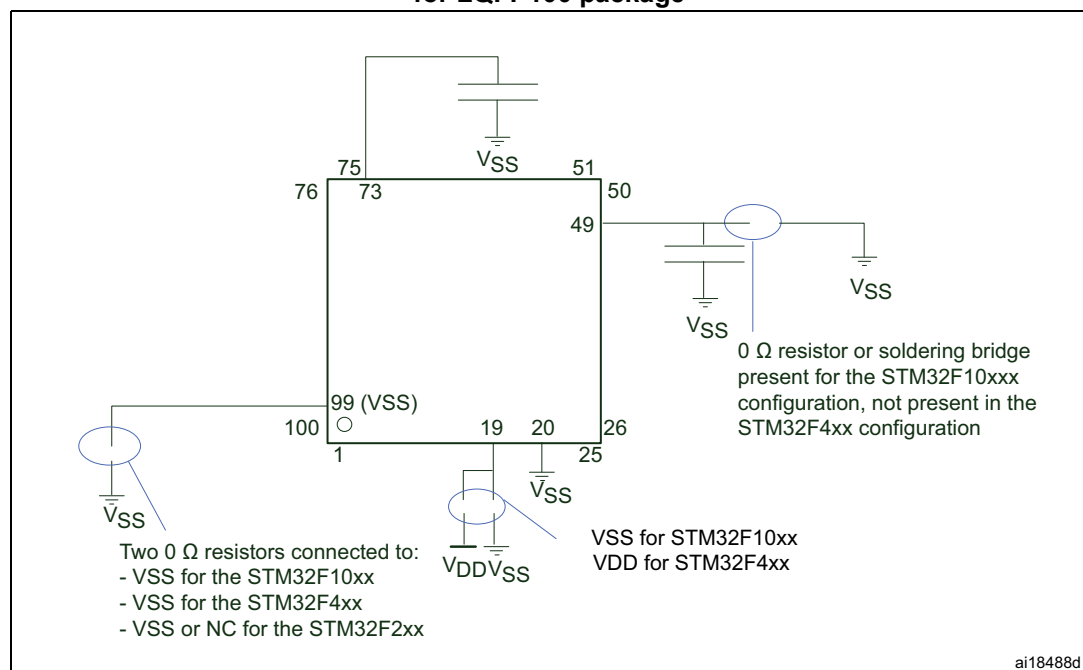 VSS
75
51
76
73
50
49
VSS
VSS
0 Ω resistor or soldering bridge
present for the STM32F10xxx
configuration, not present in the
STM32F4xx configuration
99 (VSS)
100
19
20
26
1
25
VSS
VSS
VDD VSS
VSS for STM32F10xx
VDD for STM32F4xx
Two 0 Ω resistors connected to:
- VSS for the STM32F10xx
- VSS for the STM32F4xx
- VSS or NC for the STM32F2xx
ai18488d